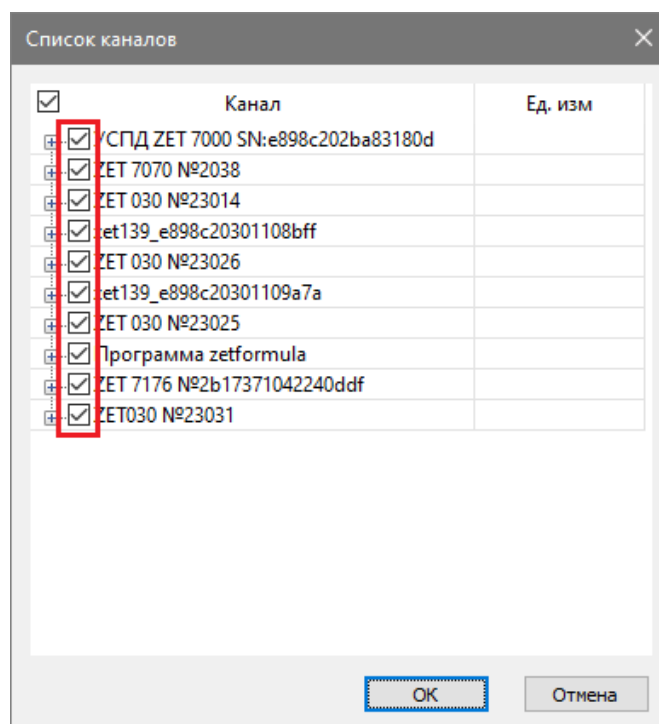 Список каналов
Канал Ед. изм
УСПД ZET 7000 SN:e898c202ba83180d
ZET 7070 №2038
ZET 030 №23014
zet139_e898c20301108bff
ZET 030 №23026
zet139_e898c20301109a7a
ZET 030 №23025
Программа zetformula
ZET 7176 №2b17371042240ddf
ZET030 №23031
OK Отмена